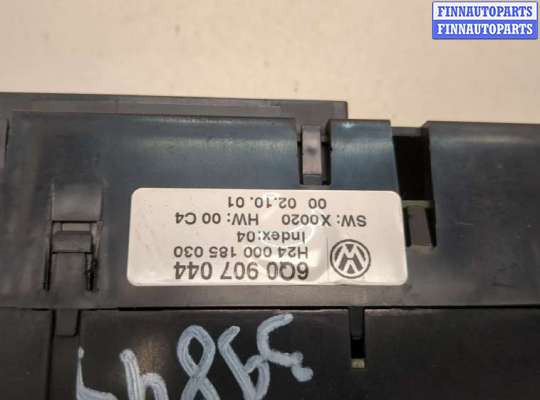 FINNAUTOPARTS
FINNAUTOPARTS
6Q0 907 044
H24 000 185 030
Index:04
SW: X0020 HW: 00 C4
00 02.10.01